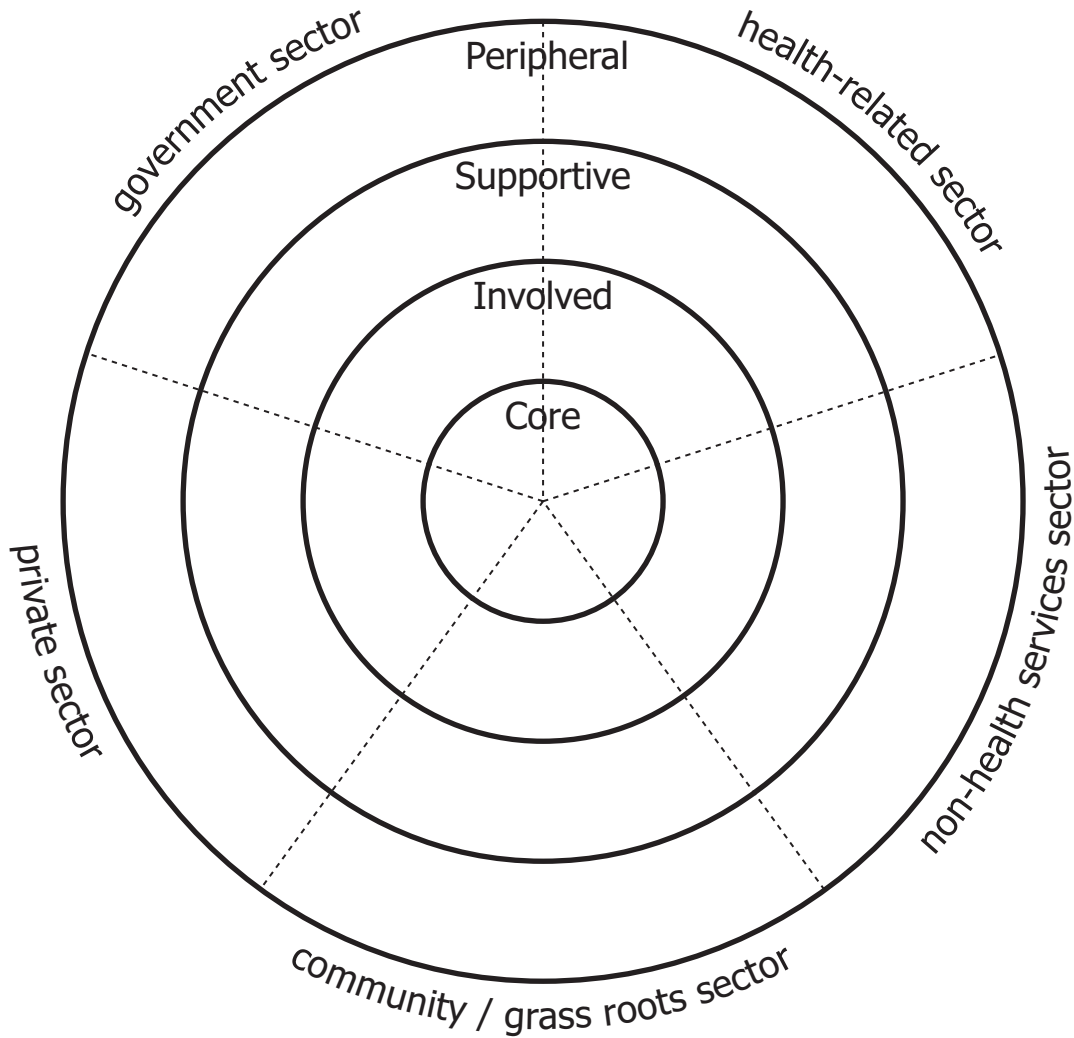 government sector
health-related sector
Peripheral
Supportive
Involved
Core
private sector
non-health services sector
community / grass roots sector